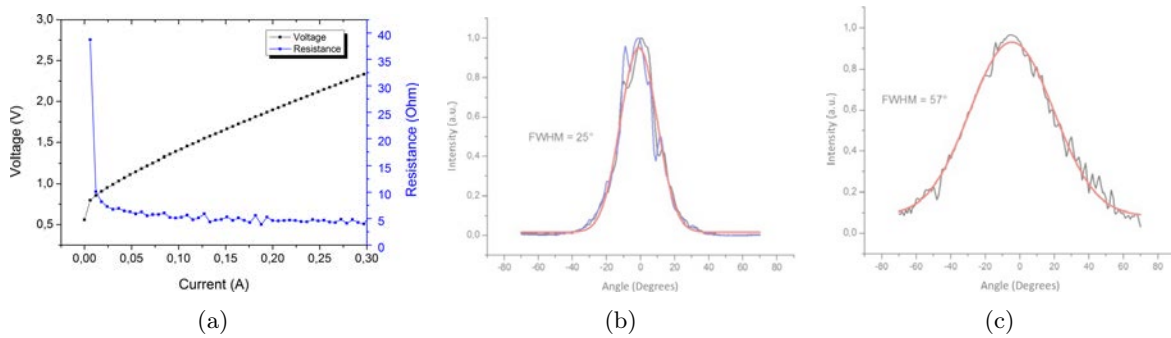 3,0
2,5
2,0
1,5
1,0
0,5
Voltage (V)
0,00 0,05 0,10 0,15 0,20 0,25 0,30
Current (A)
40
35
30
25
20
15
10
5
0
Resistance (Ohm)
Voltage
Resistance
(a)
1,0
0,8
0,6
0,4
0,2
0,0
Intensity (a.u.)
FWHM = 25°
-80 -60 -40 -20 0 20 40 60 80
Angle (Degrees)
(b)
1,0
0,8
0,6
0,4
0,2
0,0
Intensity (a.u.)
FWHM = 57°
-80 -60 -40 -20 0 20 40 60 80
Angle (Degrees)
(c)